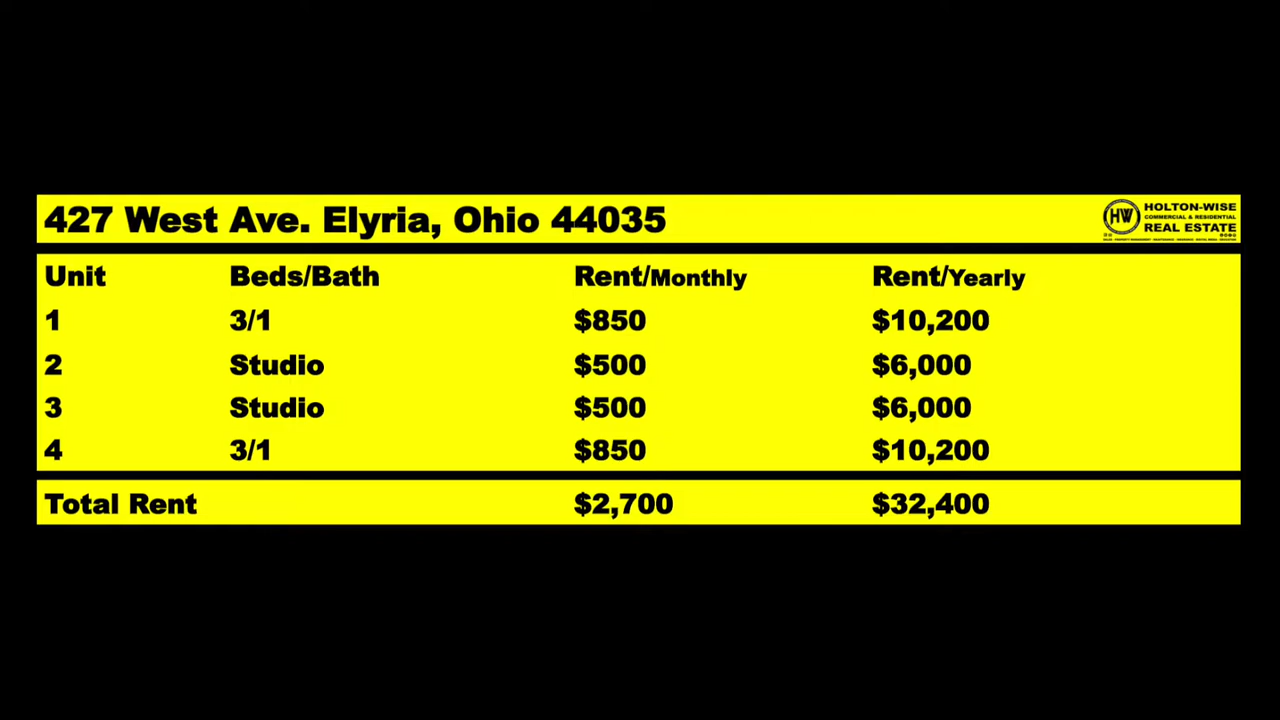 427 West Ave. Elyria, Ohio 44035
HW
HOLTON-WISE
COMMERCIAL & RESIDENTIAL
REAL ESTATE
Unit Beds/Bath Rent/Monthly Rent/Yearly
1 3/1 $850 $10,200
2 Studio $500 $6,000
3 Studio $500 $6,000
4 3/1 $850 $10,200
Total Rent $2,700 $32,400